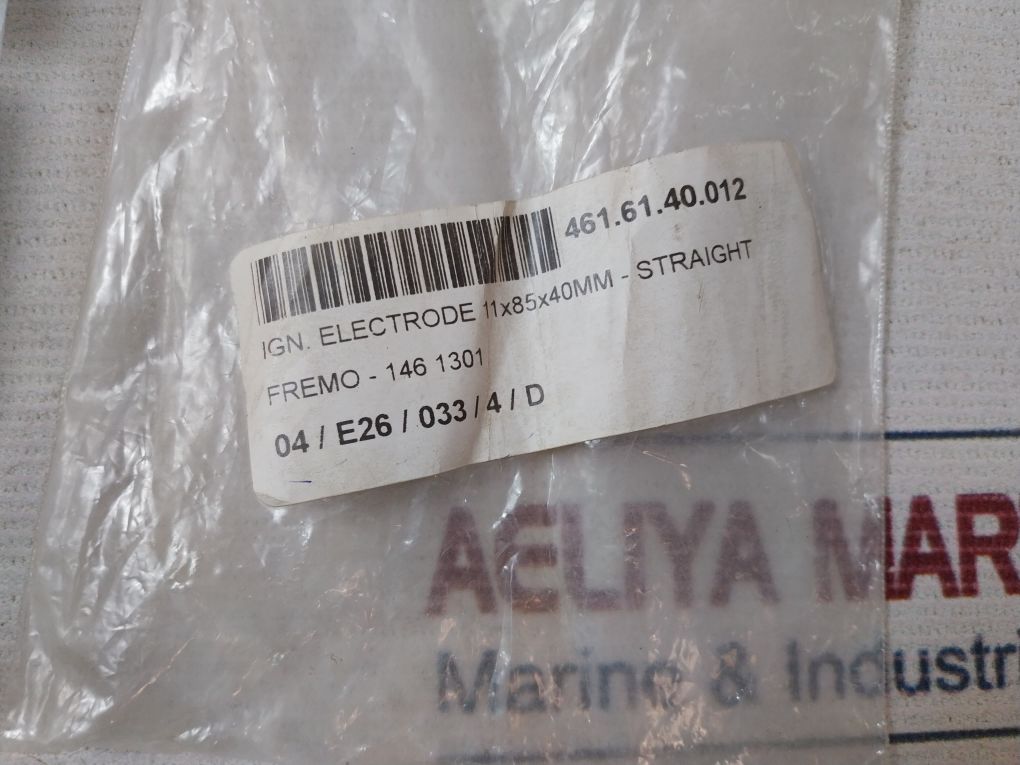 461.61.40.012
IGN. ELECTRODE 11x85x40MM - STRAIGHT
FREMO - 146 1301
04 / E26 / 033 / 4 / D
AELIYA MAR
Marine & Industri